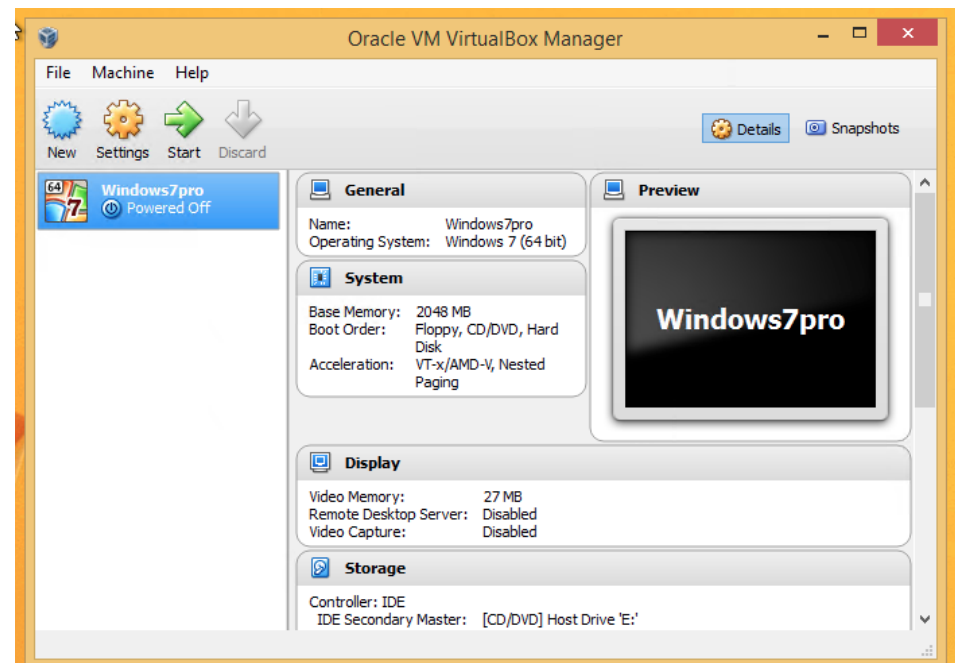 Oracle VM VirtualBox Manager
File Machine Help
New Settings Start Discard
Details Snapshots
64
7
Windows7pro
Powered Off
General
Name: Windows7pro
Operating System: Windows 7 (64 bit)
System
Base Memory: 2048 MB
Boot Order: Floppy, CD/DVD, Hard
Disk
Acceleration: VT-x/AMD-V, Nested
Paging
Preview
Windows7pro
Display
Video Memory: 27 MB
Remote Desktop Server: Disabled
Video Capture: Disabled
Storage
Controller: IDE
IDE Secondary Master: [CD/DVD] Host Drive 'E:'